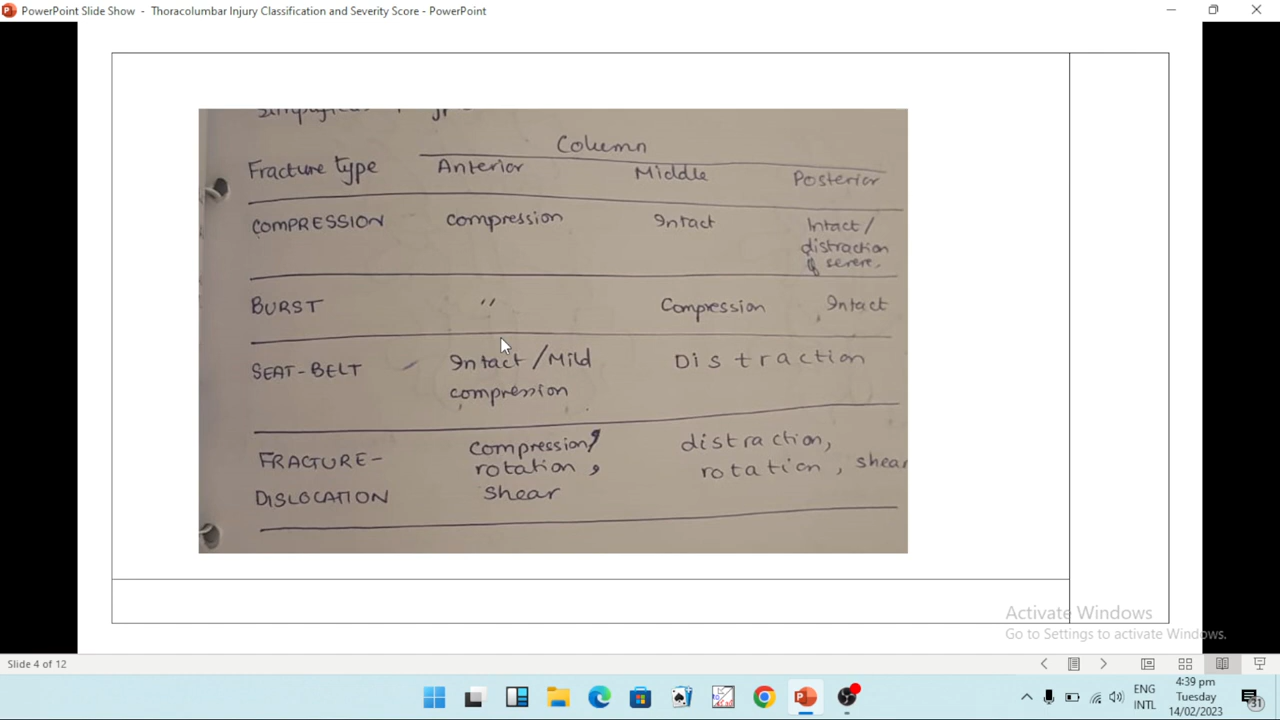 PowerPoint Slide Show - Thoracolumbar Injury Classification and Severity Score - PowerPoint
Column
Fracture type Anterior Middle Posterior
COMPRESSION compression Intact Intact / distraction severe.
BURST " Compression Intact
SEAT-BELT Intact / Mild compression Distraction
FRACTURE-DISLOCATION compression, rotation, shear distraction, rotation, shear
Activate Windows
Go to Settings to activate Windows.
Slide 4 of 12
ENG
INTL
4:39 pm
Tuesday
14/02/2023
31